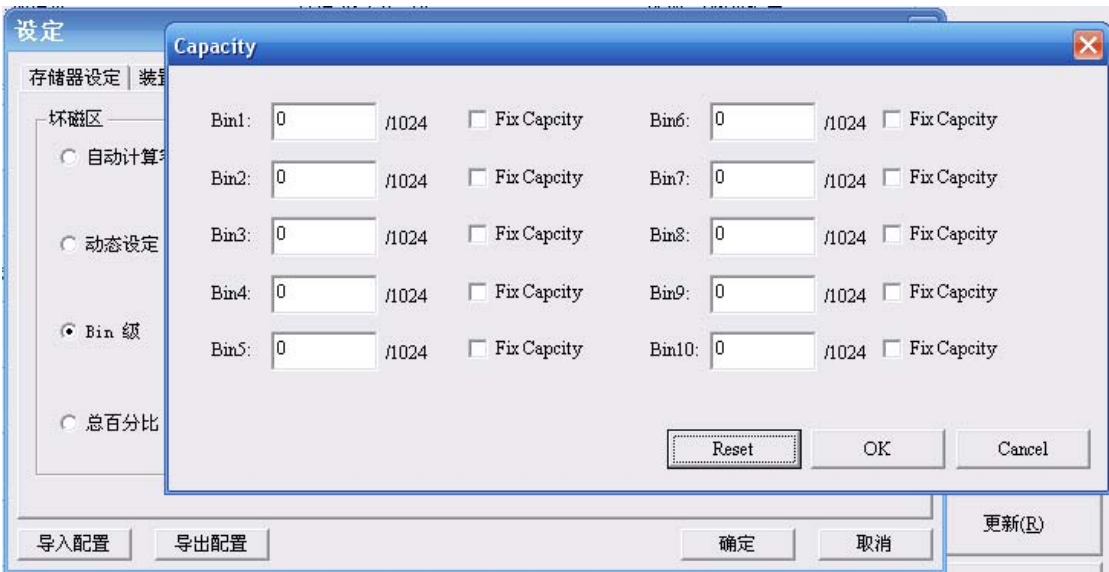 设定
Capacity
存储器设定
坏磁区
自动计算
动态设定
Bin 级
总百分比
Bin1: 0 /1024 Fix Capcity Bin6: 0 /1024 Fix Capcity
Bin2: 0 /1024 Fix Capcity Bin7: 0 /1024 Fix Capcity
Bin3: 0 /1024 Fix Capcity Bin8: 0 /1024 Fix Capcity
Bin4: 0 /1024 Fix Capcity Bin9: 0 /1024 Fix Capcity
Bin5: 0 /1024 Fix Capcity Bin10: 0 /1024 Fix Capcity
Reset OK Cancel
导入配置 导出配置 确定 取消 更新(R)